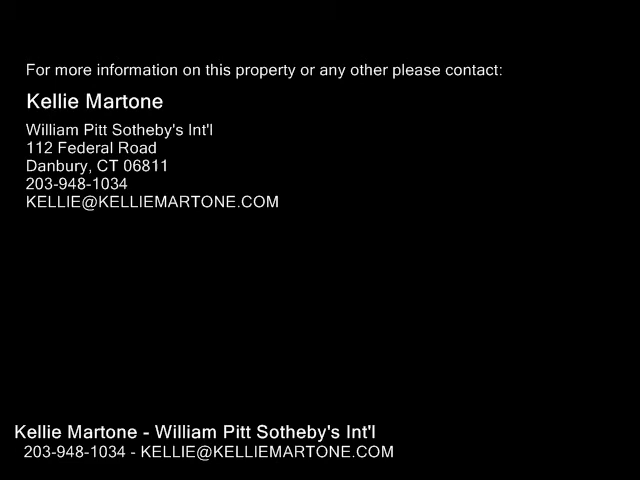 For more information on this property or any other please contact:
Kellie Martone
William Pitt Sotheby's Int'l
112 Federal Road
Danbury, CT 06811
203-948-1034
KELLIE@KELLIEMARTONE.COM
Kellie Martone - William Pitt Sotheby's Int'l
203-948-1034 - KELLIE@KELLIEMARTONE.COM